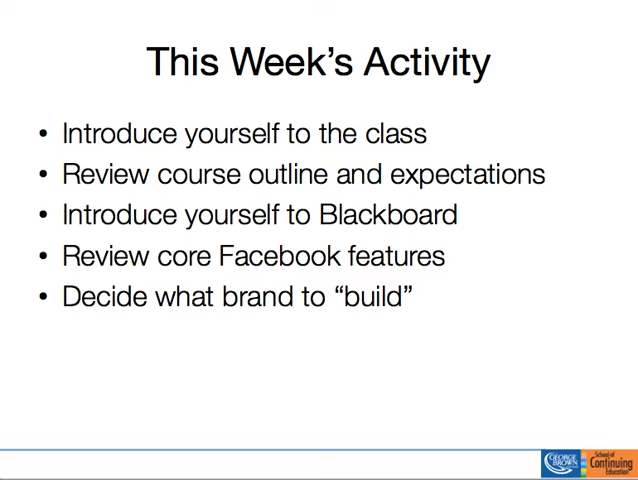 This Week’s Activity
• Introduce yourself to the class
• Review course outline and expectations
• Introduce yourself to Blackboard
• Review core Facebook features
• Decide what brand to “build”
GEORGE
BROWN
School of
Continuing
Education